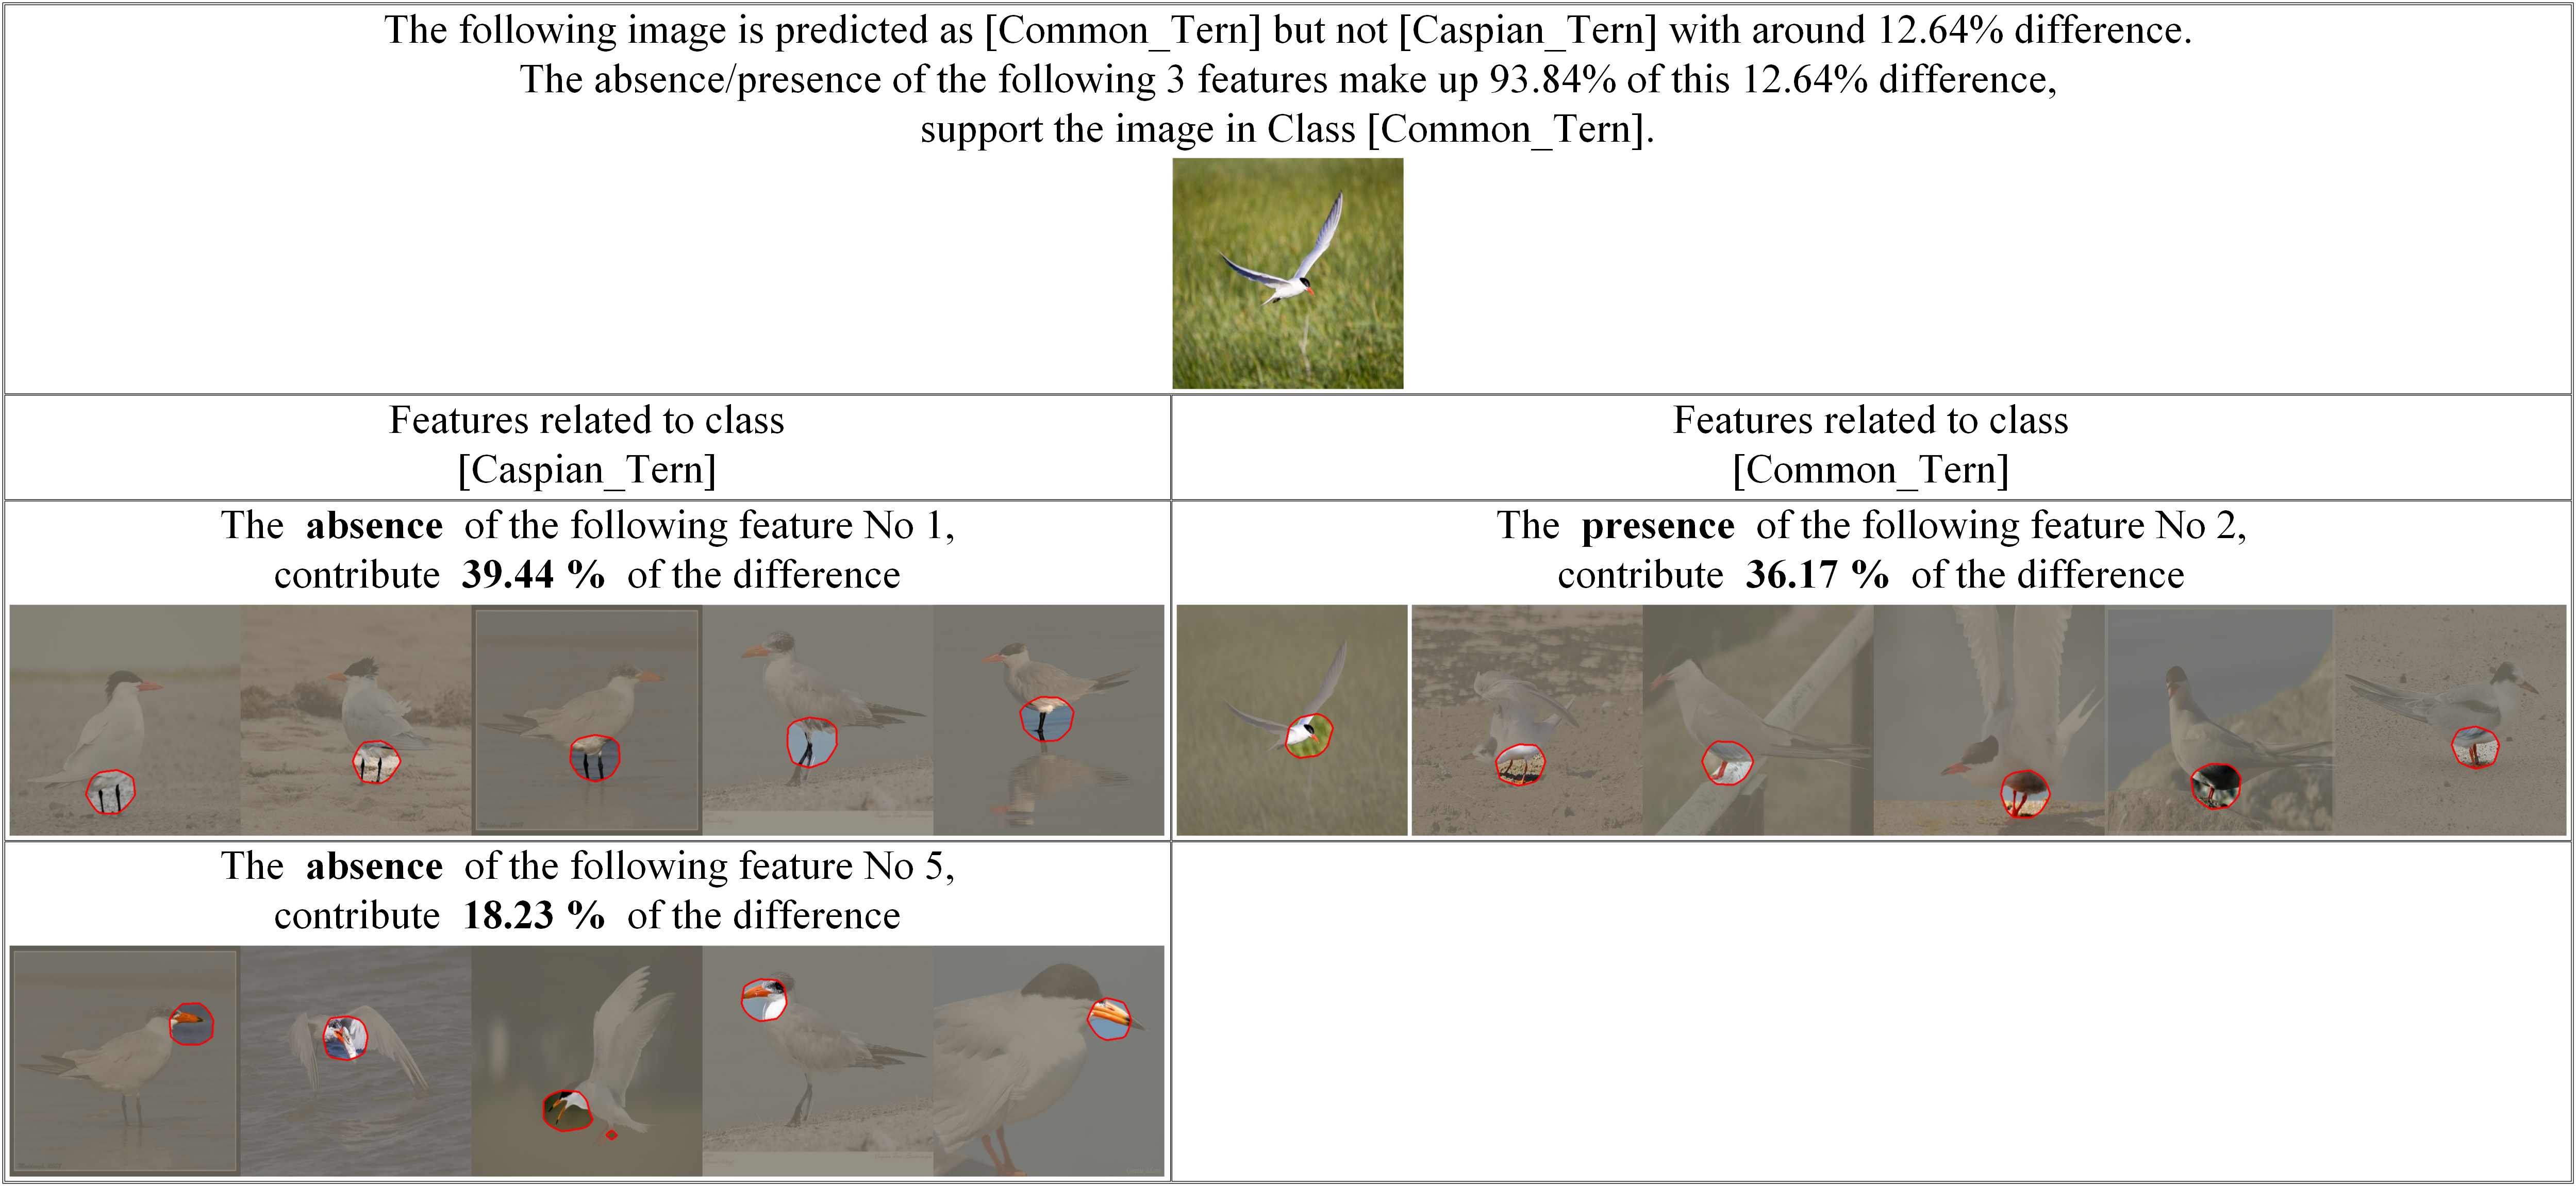 The following image is predicted as [Common_Tern] but not [Caspian_Tern] with around 12.64% difference.
The absence/presence of the following 3 features make up 93.84% of this 12.64% difference,
support the image in Class [Common_Tern].
Features related to class
[Caspian_Tern]
Features related to class
[Common_Tern]
The absence of the following feature No 1,
contribute 39.44 % of the difference
The presence of the following feature No 2,
contribute 36.17 % of the difference
The absence of the following feature No 5,
contribute 18.23 % of the difference